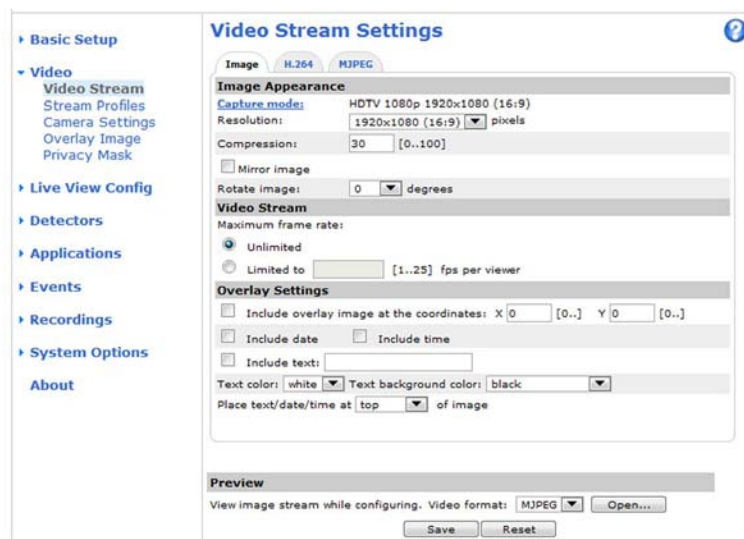 Basic Setup
Video
Video Stream
Stream Profiles
Camera Settings
Overlay Image
Privacy Mask
Live View Config
Detectors
Applications
Events
Recordings
System Options
About
Video Stream Settings
?
Image H.264 MJPEG
Image Appearance
Capture mode: HDTV 1080p 1920x1080 (16:9)
Resolution: 1920x1080 (16:9) pixels
Compression: 30 [0..100]
Mirror image
Rotate image: 0 degrees
Video Stream
Maximum frame rate:
Unlimited
Limited to [1..25] fps per viewer
Overlay Settings
Include overlay image at the coordinates: X 0 [0..] Y 0 [0..]
Include date Include time
Include text:
Text color: white Text background color: black
Place text/date/time at top of image
Preview
View image stream while configuring. Video format: MJPEG Open...
Save Reset